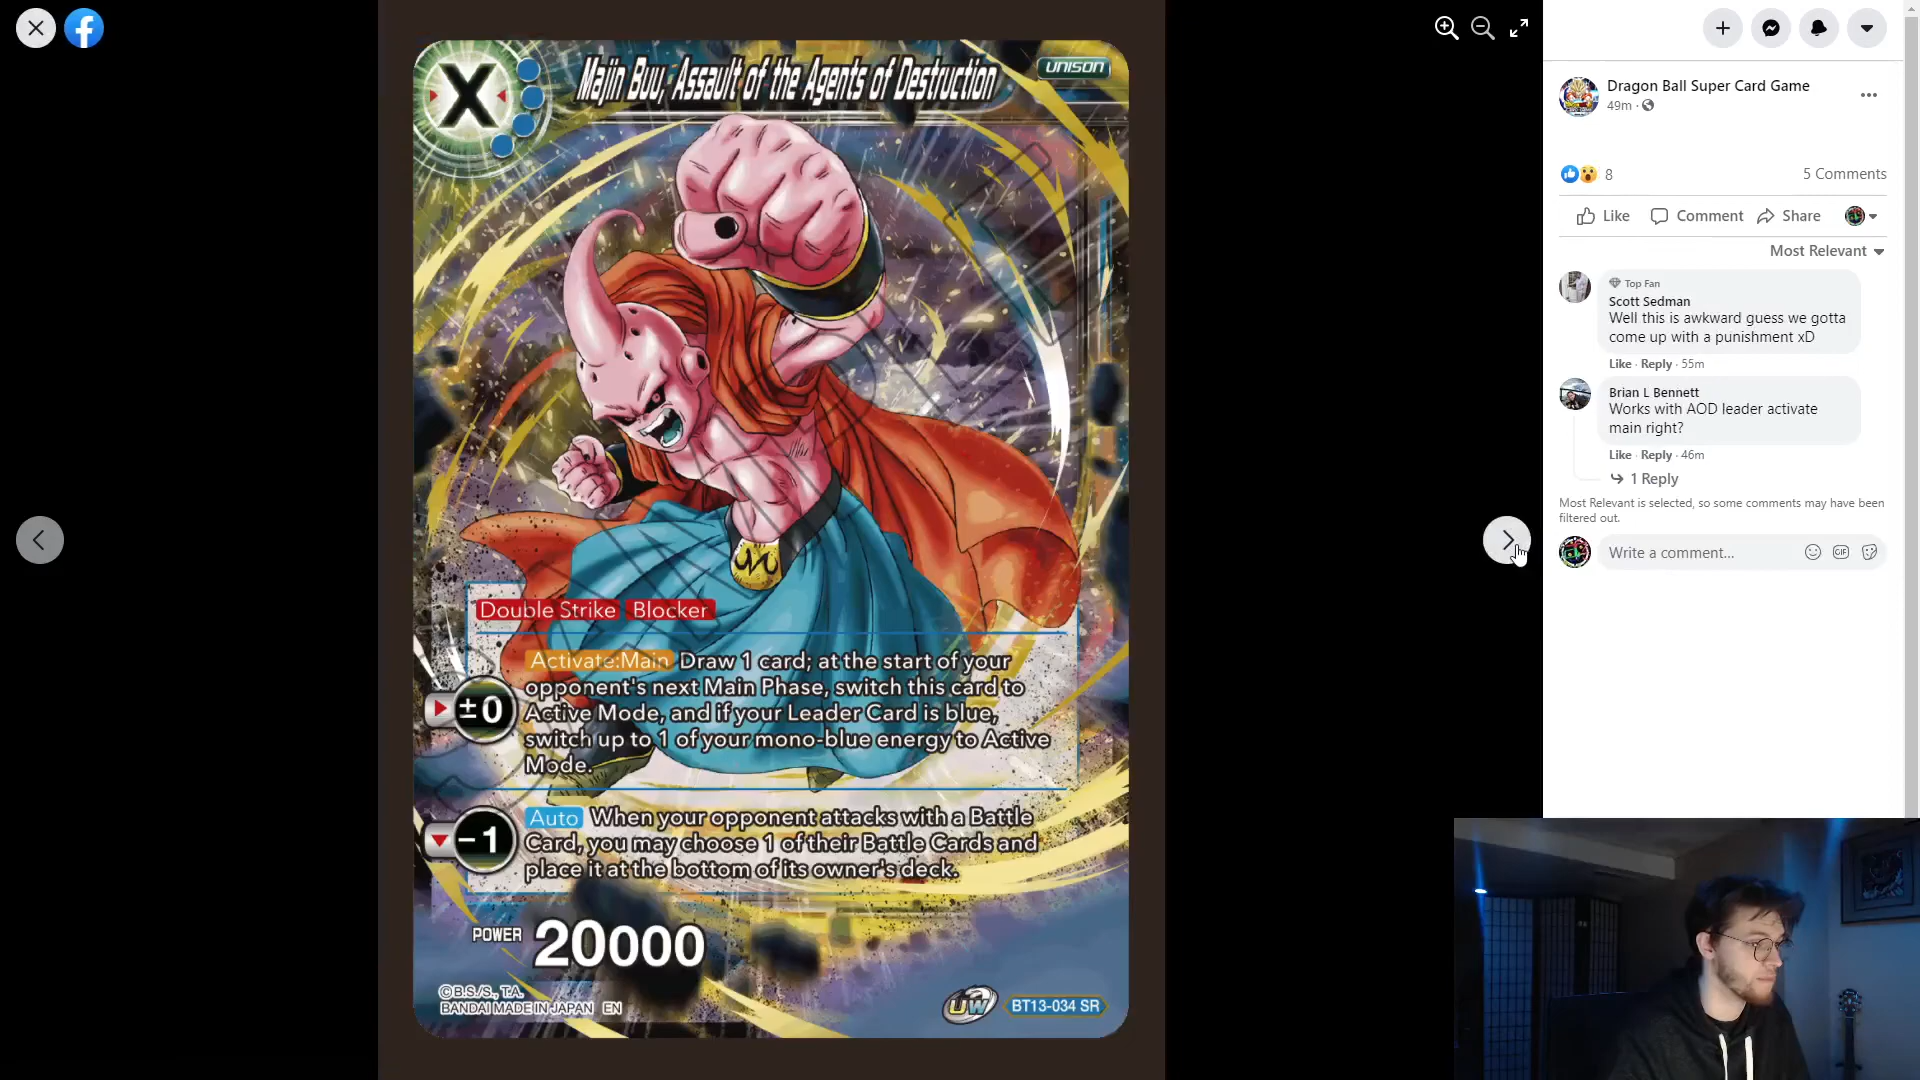 X
Majin Buu, Assault of the Agents of Destruction
UNISON
Double Strike Blocker
Activate:Main Draw 1 card; at the start of your
opponent's next Main Phase, switch this card to
Active Mode, and if your Leader Card is blue,
switch up to 1 of your mono-blue energy to Active
Mode.
±0
Auto When your opponent attacks with a Battle
Card, you may choose 1 of their Battle Cards and
place it at the bottom of its owner's deck.
-1
POWER 20000
©B.S./S., T.A.
BANDAI MADE IN JAPAN EN
UW
BT13-034 SR
Dragon Ball Super Card Game
49m ·
8
5 Comments
Like Comment Share
Most Relevant
Top Fan
Scott Sedman
Well this is awkward guess we gotta
come up with a punishment xD
Like · Reply · 55m
Brian L Bennett
Works with AOD leader activate
main right?
Like · Reply · 46m
1 Reply
Most Relevant is selected, so some comments may have been
filtered out.
Write a comment...
GIF